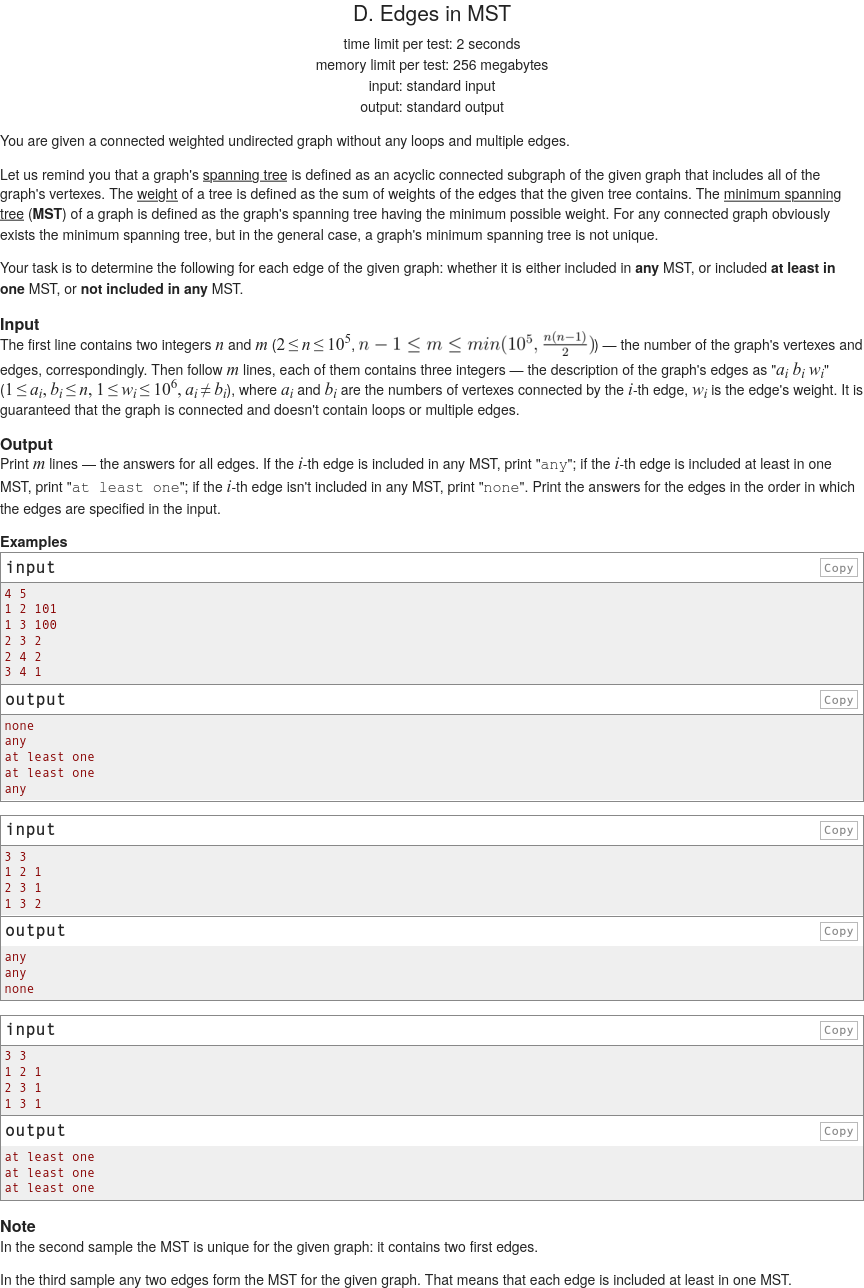 D. Edges in MST
time limit per test: 2 seconds
memory limit per test: 256 megabytes
input: standard input
output: standard output
You are given a connected weighted undirected graph without any loops and multiple edges.
Let us remind you that a graph's spanning tree is defined as an acyclic connected subgraph of the given graph that includes all of the
graph's vertexes. The weight of a tree is defined as the sum of weights of the edges that the given tree contains. The minimum spanning
tree (MST) of a graph is defined as the graph's spanning tree having the minimum possible weight. For any connected graph obviously
exists the minimum spanning tree, but in the general case, a graph's minimum spanning tree is not unique.
Your task is to determine the following for each edge of the given graph: whether it is either included in any MST, or included at least in
one MST, or not included in any MST.
Input
The first line contains two integers n and m (2 ≤ n ≤ 10^5, n − 1 ≤ m ≤ min(10^5, n(n−1)/2)) — the number of the graph's vertexes and
edges, correspondingly. Then follow m lines, each of them contains three integers — the description of the graph's edges as "a_i b_i w_i"
(1 ≤ a_i, b_i ≤ n, 1 ≤ w_i ≤ 10^6, a_i ≠ b_i), where a_i and b_i are the numbers of vertexes connected by the i-th edge, w_i is the edge's weight. It is
guaranteed that the graph is connected and doesn't contain loops or multiple edges.
Output
Print m lines — the answers for all edges. If the i-th edge is included in any MST, print "any"; if the i-th edge is included at least in one
MST, print "at least one"; if the i-th edge isn't included in any MST, print "none". Print the answers for the edges in the order in which
the edges are specified in the input.
Examples
input
Copy
4 5
1 2 101
1 3 100
2 3 2
2 4 2
3 4 1
output
Copy
none
any
at least one
at least one
any
input
Copy
3 3
1 2 1
2 3 1
1 3 2
output
Copy
any
any
none
input
Copy
3 3
1 2 1
2 3 1
1 3 1
output
Copy
at least one
at least one
at least one
Note
In the second sample the MST is unique for the given graph: it contains two first edges.
In the third sample any two edges form the MST for the given graph. That means that each edge is included at least in one MST.